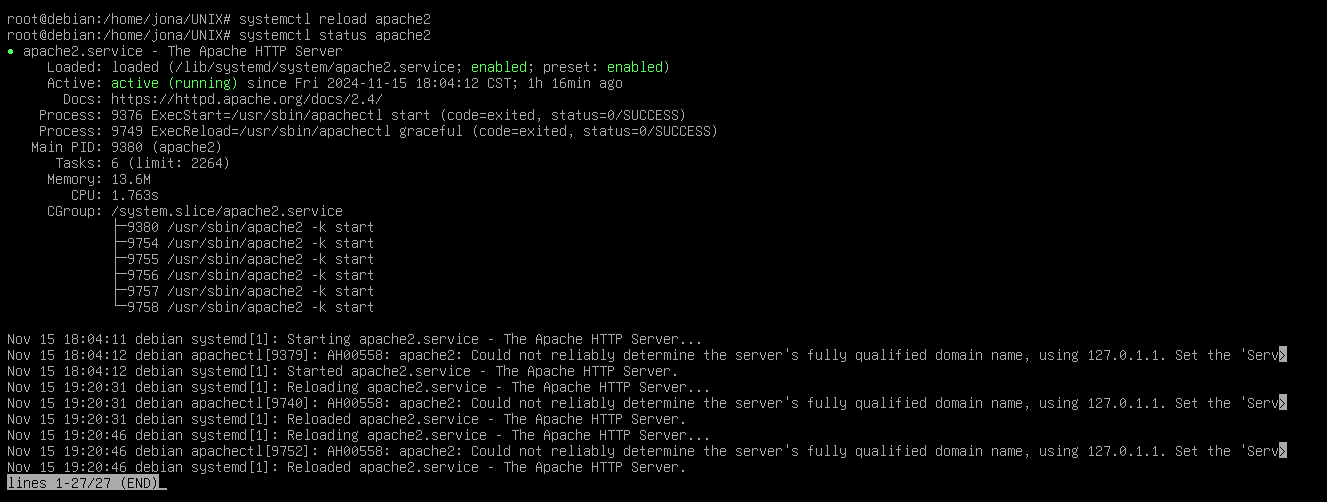 root@debian:/home/jona/UNIX# systemctl reload apache2
root@debian:/home/jona/UNIX# systemctl status apache2
● apache2.service - The Apache HTTP Server
     Loaded: loaded (/lib/systemd/system/apache2.service; enabled; preset: enabled)
     Active: active (running) since Fri 2024-11-15 18:04:12 CST; 1h 16min ago
       Docs: https://httpd.apache.org/docs/2.4/
    Process: 9376 ExecStart=/usr/sbin/apachectl start (code=exited, status=0/SUCCESS)
    Process: 9749 ExecReload=/usr/sbin/apachectl graceful (code=exited, status=0/SUCCESS)
   Main PID: 9380 (apache2)
      Tasks: 6 (limit: 2264)
     Memory: 13.6M
        CPU: 1.763s
     CGroup: /system.slice/apache2.service
             ├─9380 /usr/sbin/apache2 -k start
             ├─9754 /usr/sbin/apache2 -k start
             ├─9755 /usr/sbin/apache2 -k start
             ├─9756 /usr/sbin/apache2 -k start
             ├─9757 /usr/sbin/apache2 -k start
             └─9758 /usr/sbin/apache2 -k start

Nov 15 18:04:11 debian systemd[1]: Starting apache2.service - The Apache HTTP Server...
Nov 15 18:04:12 debian apachectl[9379]: AH00558: apache2: Could not reliably determine the server's fully qualified domain name, using 127.0.1.1. Set the 'Serv>
Nov 15 18:04:12 debian systemd[1]: Started apache2.service - The Apache HTTP Server.
Nov 15 19:20:31 debian systemd[1]: Reloading apache2.service - The Apache HTTP Server...
Nov 15 19:20:31 debian apachectl[9740]: AH00558: apache2: Could not reliably determine the server's fully qualified domain name, using 127.0.1.1. Set the 'Serv>
Nov 15 19:20:31 debian systemd[1]: Reloaded apache2.service - The Apache HTTP Server.
Nov 15 19:20:46 debian systemd[1]: Reloading apache2.service - The Apache HTTP Server...
Nov 15 19:20:46 debian apachectl[9752]: AH00558: apache2: Could not reliably determine the server's fully qualified domain name, using 127.0.1.1. Set the 'Serv>
Nov 15 19:20:46 debian systemd[1]: Reloaded apache2.service - The Apache HTTP Server.
lines 1-27/27 (END)